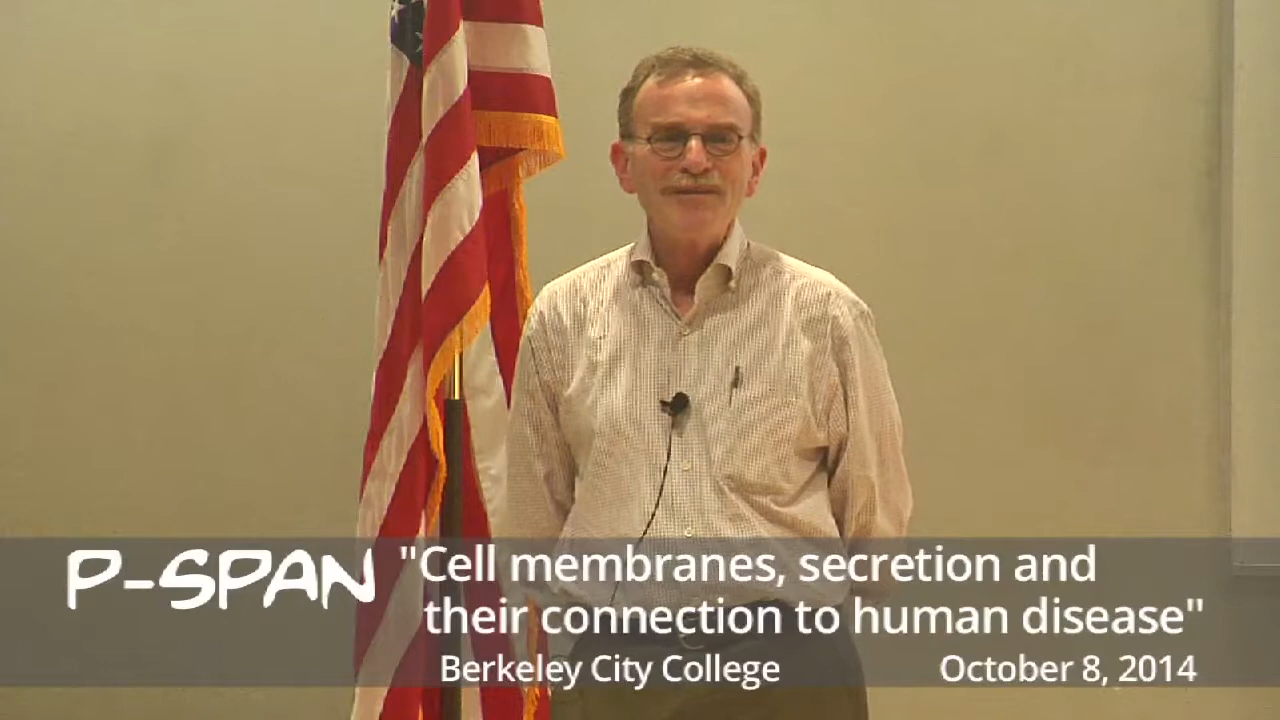 P-SPAN
"Cell membranes, secretion and
their connection to human disease"
Berkeley City College
October 8, 2014